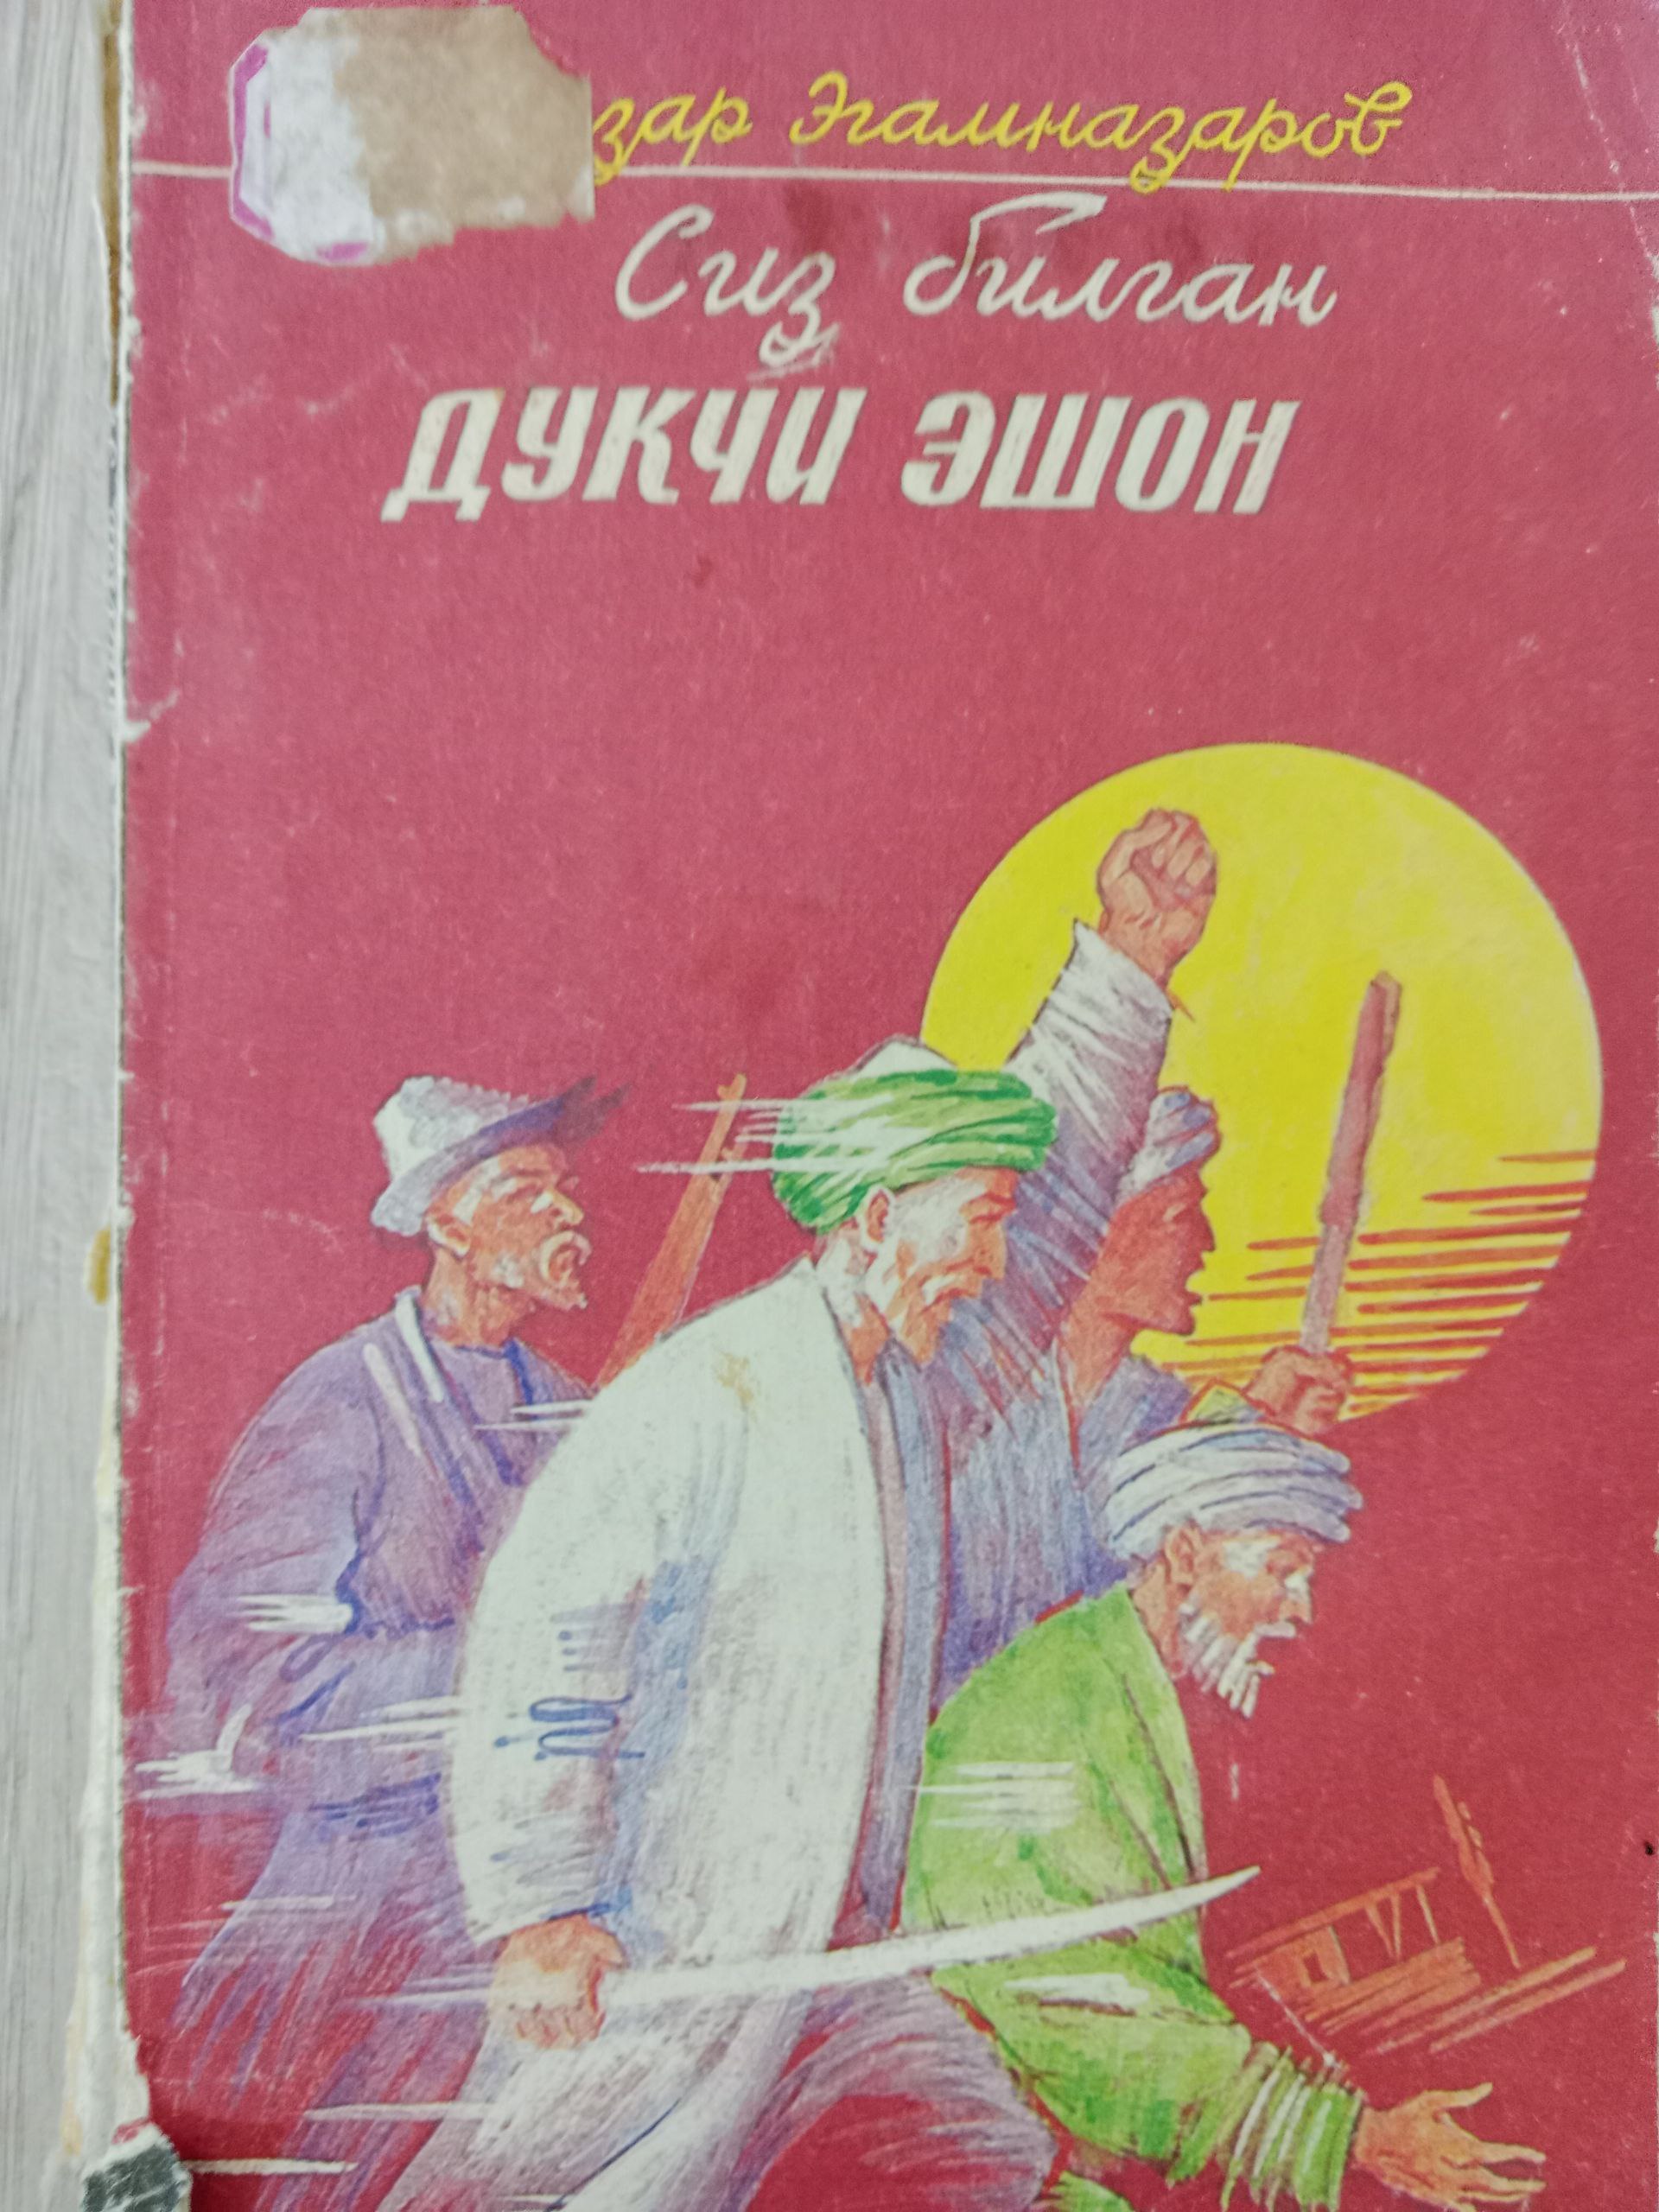 зар Эгамназаров
Сиз билган
ДУКЧИ ЭШОН